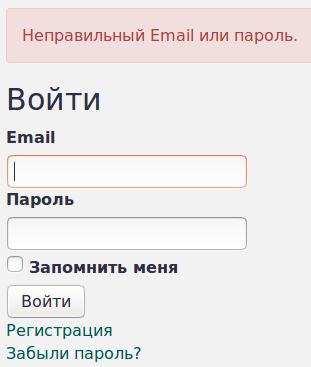 Неправильный Email или пароль.
Войти
Email
Пароль
Запомнить меня
Войти
Регистрация
Забыли пароль?